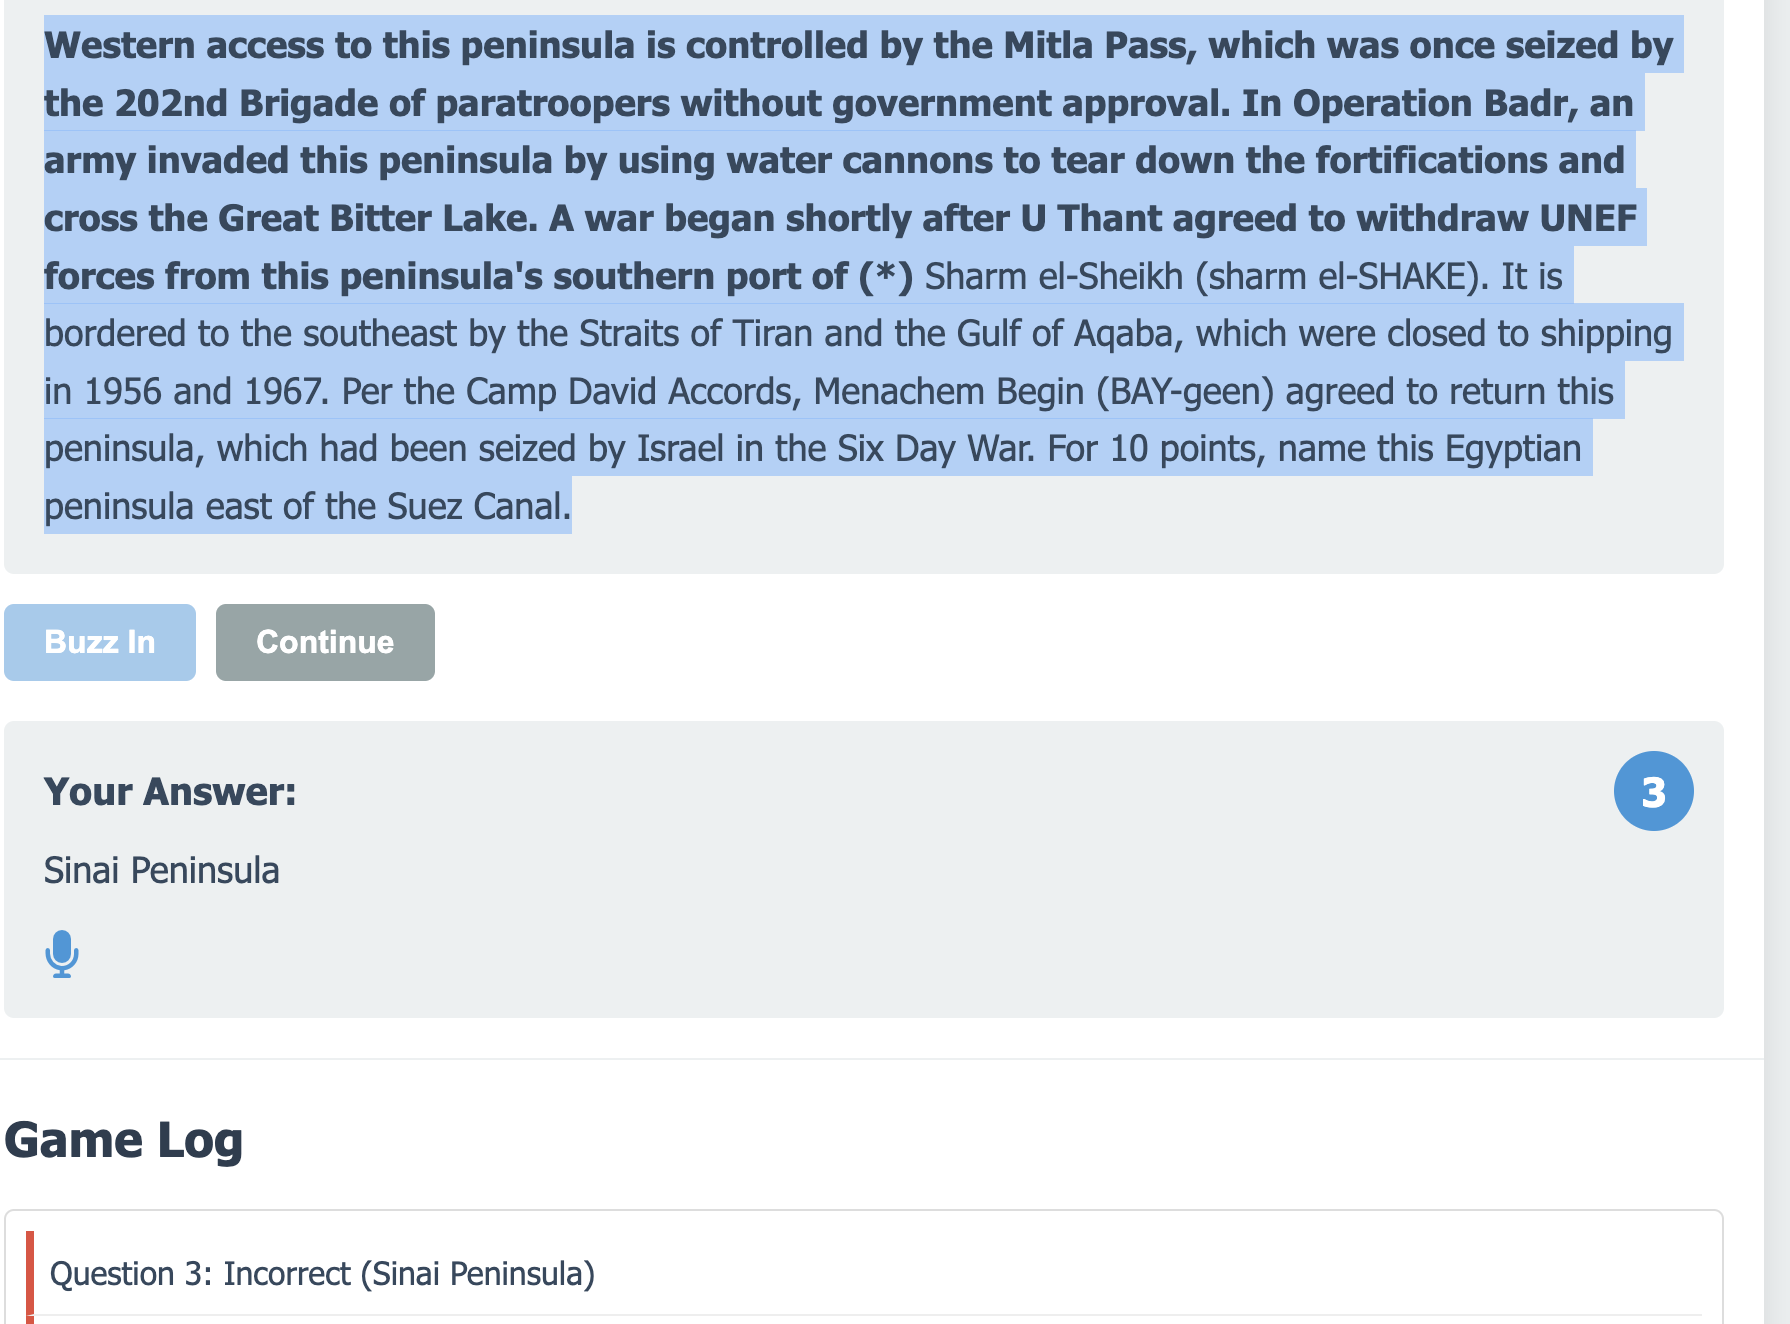 Western access to this peninsula is controlled by the Mitla Pass, which was once seized by
the 202nd Brigade of paratroopers without government approval. In Operation Badr, an
army invaded this peninsula by using water cannons to tear down the fortifications and
cross the Great Bitter Lake. A war began shortly after U Thant agreed to withdraw UNEF
forces from this peninsula's southern port of (*) Sharm el-Sheikh (sharm el-SHAKE). It is
bordered to the southeast by the Straits of Tiran and the Gulf of Aqaba, which were closed to shipping
in 1956 and 1967. Per the Camp David Accords, Menachem Begin (BAY-geen) agreed to return this
peninsula, which had been seized by Israel in the Six Day War. For 10 points, name this Egyptian
peninsula east of the Suez Canal.
Buzz In Continue
Your Answer: 3
Sinai Peninsula
Game Log
Question 3: Incorrect (Sinai Peninsula)